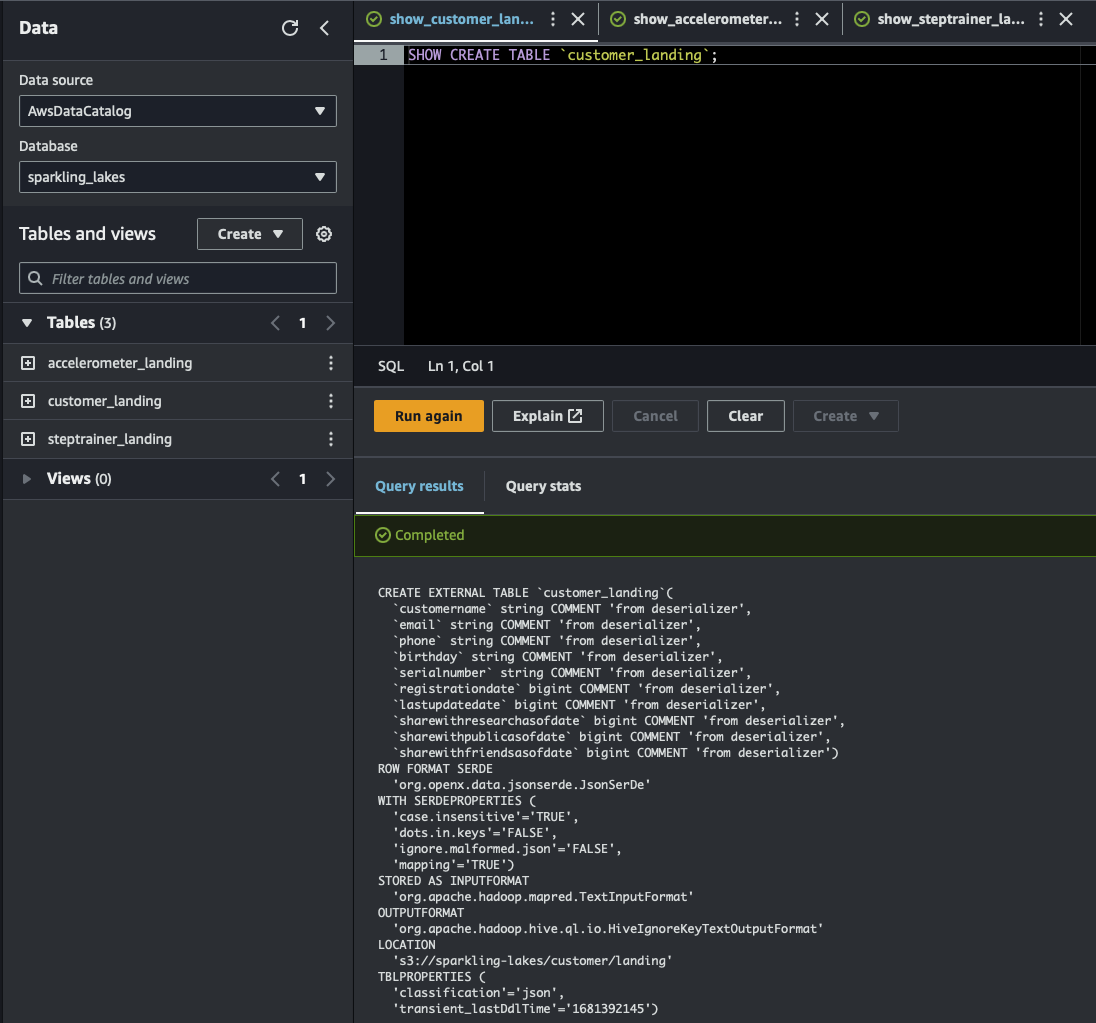 Data
Data source
AwsDataCatalog
Database
sparkling_lakes
Tables and views
Create
Filter tables and views
Tables (3)
1
accelerometer_landing
customer_landing
steptrainer_landing
Views (0)
1
show_customer_lan...
show_accelerometer...
show_steptrainer_la...
1
SHOW CREATE TABLE `customer_landing`;
SQL Ln 1, Col 1
Run again Explain Cancel Clear Create
Query results Query stats
Completed
CREATE EXTERNAL TABLE `customer_landing`(
`customername` string COMMENT 'from deserializer',
`email` string COMMENT 'from deserializer',
`phone` string COMMENT 'from deserializer',
`birthday` string COMMENT 'from deserializer',
`serialnumber` string COMMENT 'from deserializer',
`registrationdate` bigint COMMENT 'from deserializer',
`lastupdatedate` bigint COMMENT 'from deserializer',
`sharewithresearchasofdate` bigint COMMENT 'from deserializer',
`sharewithpublicasofdate` bigint COMMENT 'from deserializer',
`sharewithfriendsasofdate` bigint COMMENT 'from deserializer')
ROW FORMAT SERDE
'org.openx.data.jsonserde.JsonSerDe'
WITH SERDEPROPERTIES (
'case.insensitive'='TRUE',
'dots.in.keys'='FALSE',
'ignore.malformed.json'='FALSE',
'mapping'='TRUE')
STORED AS INPUTFORMAT
'org.apache.hadoop.mapred.TextInputFormat'
OUTPUTFORMAT
'org.apache.hadoop.hive.ql.io.HiveIgnoreKeyTextOutputFormat'
LOCATION
's3://sparkling-lakes/customer/landing'
TBLPROPERTIES (
'classification'='json',
'transient_lastDdlTime'='1681392145')